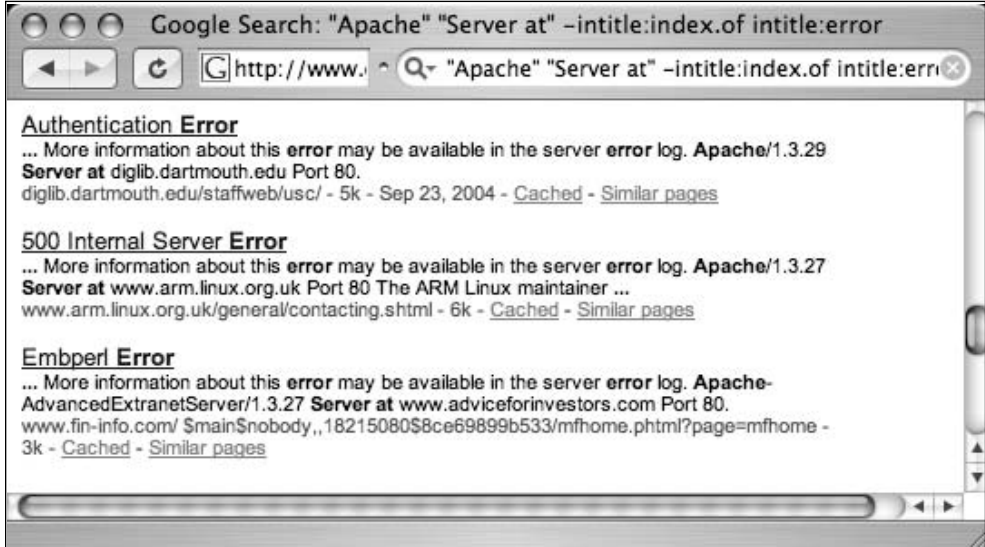 Google Search: "Apache" "Server at" –intitle:index.of intitle:error
G http://www. "Apache" "Server at" –intitle:index.of intitle:err
Authentication Error
... More information about this error may be available in the server error log. Apache/1.3.29
Server at diglib.dartmouth.edu Port 80.
diglib.dartmouth.edu/staffweb/usc/ - 5k - Sep 23, 2004 - Cached - Similar pages
500 Internal Server Error
... More information about this error may be available in the server error log. Apache/1.3.27
Server at www.arm.linux.org.uk Port 80 The ARM Linux maintainer ...
www.arm.linux.org.uk/general/contacting.shtml - 6k - Cached - Similar pages
Embperl Error
... More information about this error may be available in the server error log. Apache-
AdvancedExtranetServer/1.3.27 Server at www.adviceforinvestors.com Port 80.
www.fin-info.com/ $main$nobody,,18215080$8ce69899b533/mfhome.phtml?page=mfhome -
3k - Cached - Similar pages